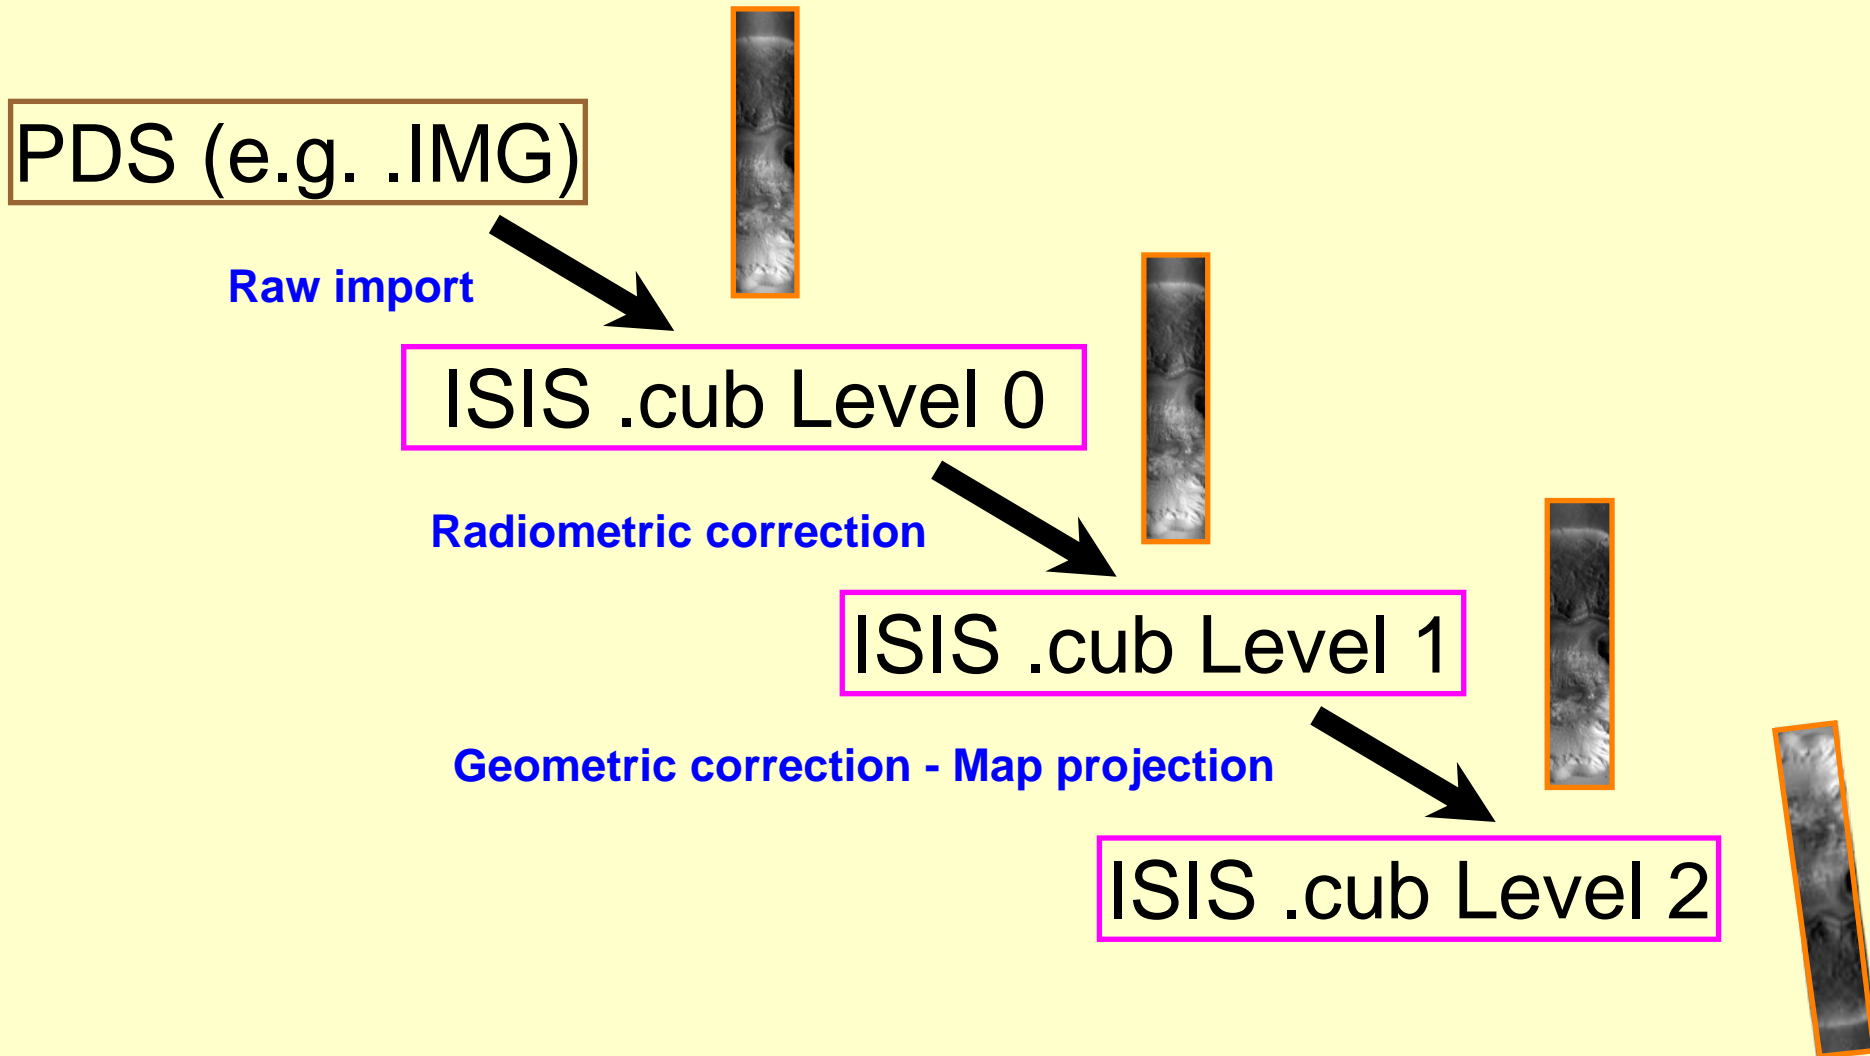 PDS (e.g. .IMG)
Raw import
ISIS .cub Level 0
Radiometric correction
ISIS .cub Level 1
Geometric correction - Map projection
ISIS .cub Level 2